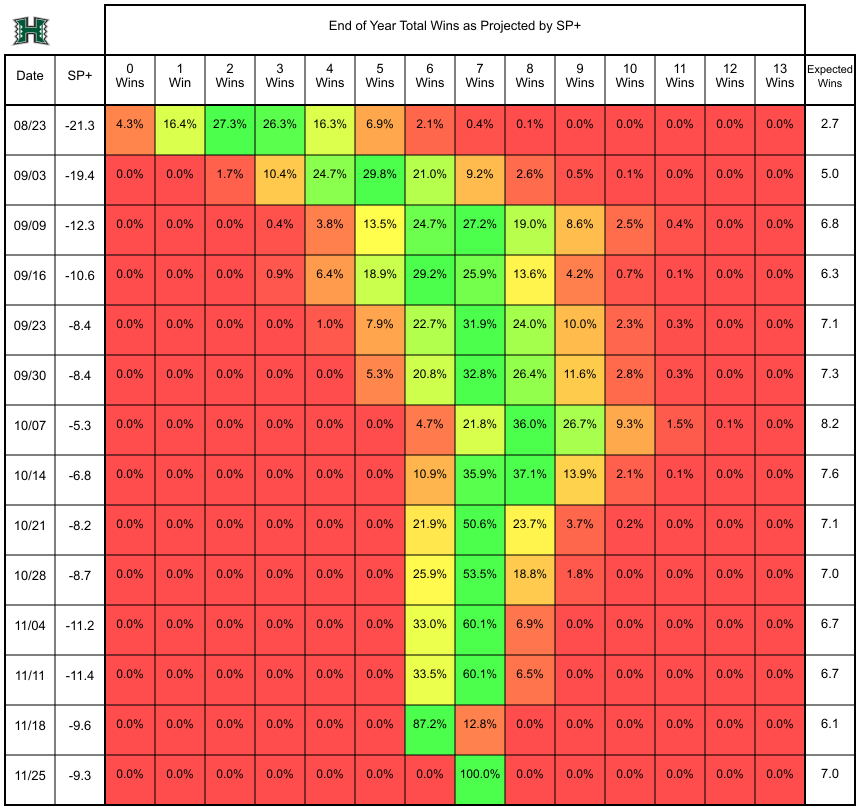 End of Year Total Wins as Projected by SP+
Date SP+ 0 Wins 1 Win 2 Wins 3 Wins 4 Wins 5 Wins 6 Wins 7 Wins 8 Wins 9 Wins 10 Wins 11 Wins 12 Wins 13 Wins Expected Wins
08/23 -21.3 4.3% 16.4% 27.3% 26.3% 16.3% 6.9% 2.1% 0.4% 0.1% 0.0% 0.0% 0.0% 0.0% 0.0% 2.7
09/03 -19.4 0.0% 0.0% 1.7% 10.4% 24.7% 29.8% 21.0% 9.2% 2.6% 0.5% 0.1% 0.0% 0.0% 0.0% 5.0
09/09 -12.3 0.0% 0.0% 0.0% 0.4% 3.8% 13.5% 24.7% 27.2% 19.0% 8.6% 2.5% 0.4% 0.0% 0.0% 6.8
09/16 -10.6 0.0% 0.0% 0.0% 0.9% 6.4% 18.9% 29.2% 25.9% 13.6% 4.2% 0.7% 0.1% 0.0% 0.0% 6.3
09/23 -8.4 0.0% 0.0% 0.0% 0.0% 1.0% 7.9% 22.7% 31.9% 24.0% 10.0% 2.3% 0.3% 0.0% 0.0% 7.1
09/30 -8.4 0.0% 0.0% 0.0% 0.0% 0.0% 5.3% 20.8% 32.8% 26.4% 11.6% 2.8% 0.3% 0.0% 0.0% 7.3
10/07 -5.3 0.0% 0.0% 0.0% 0.0% 0.0% 0.0% 4.7% 21.8% 36.0% 26.7% 9.3% 1.5% 0.1% 0.0% 8.2
10/14 -6.8 0.0% 0.0% 0.0% 0.0% 0.0% 0.0% 10.9% 35.9% 37.1% 13.9% 2.1% 0.1% 0.0% 0.0% 7.6
10/21 -8.2 0.0% 0.0% 0.0% 0.0% 0.0% 0.0% 21.9% 50.6% 23.7% 3.7% 0.2% 0.0% 0.0% 0.0% 7.1
10/28 -8.7 0.0% 0.0% 0.0% 0.0% 0.0% 0.0% 25.9% 53.5% 18.8% 1.8% 0.0% 0.0% 0.0% 0.0% 7.0
11/04 -11.2 0.0% 0.0% 0.0% 0.0% 0.0% 0.0% 33.0% 60.1% 6.9% 0.0% 0.0% 0.0% 0.0% 0.0% 6.7
11/11 -11.4 0.0% 0.0% 0.0% 0.0% 0.0% 0.0% 33.5% 60.1% 6.5% 0.0% 0.0% 0.0% 0.0% 0.0% 6.7
11/18 -9.6 0.0% 0.0% 0.0% 0.0% 0.0% 0.0% 87.2% 12.8% 0.0% 0.0% 0.0% 0.0% 0.0% 0.0% 6.1
11/25 -9.3 0.0% 0.0% 0.0% 0.0% 0.0% 0.0% 0.0% 100.0% 0.0% 0.0% 0.0% 0.0% 0.0% 0.0% 7.0